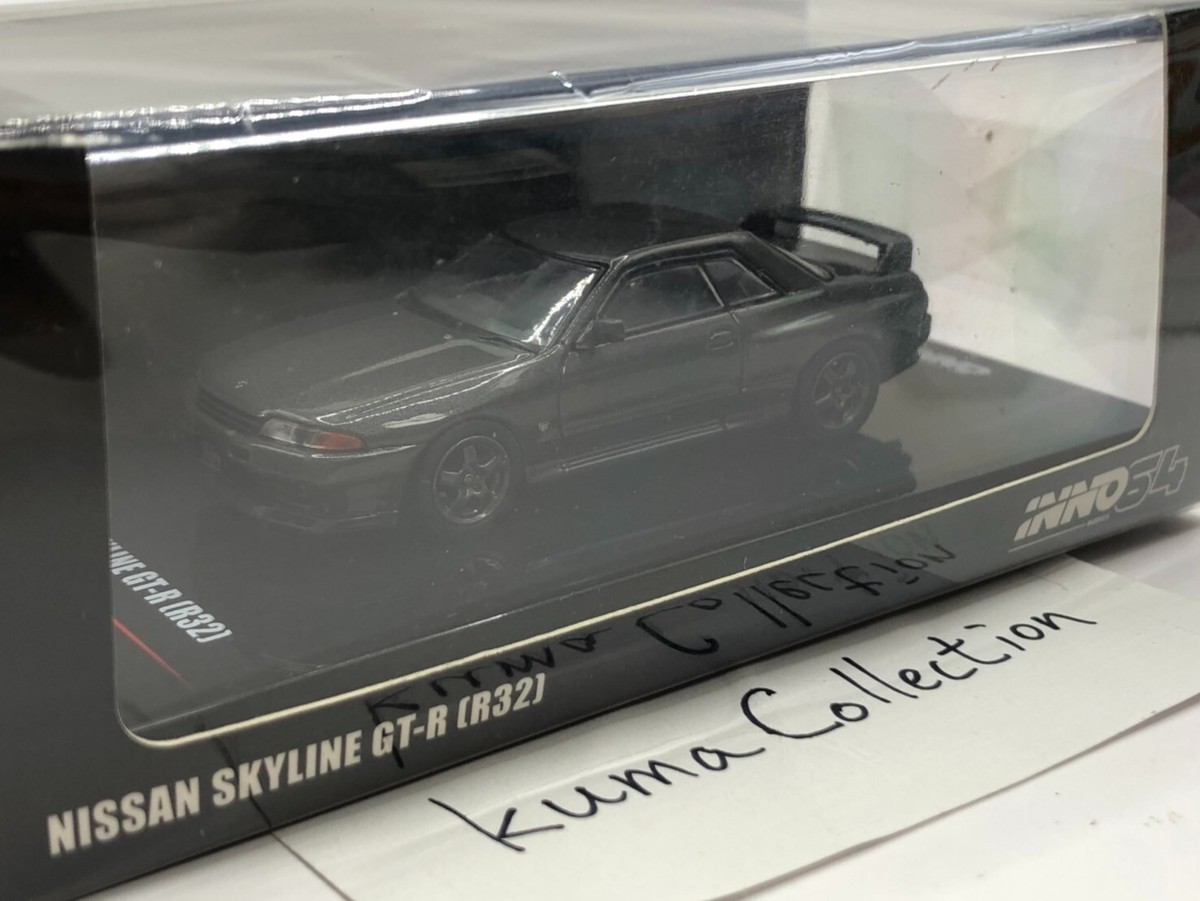 LINE GT-R (R32)
INNO64
NISSAN SKYLINE GT-R (R32)
kuma Collection
kuma Collection